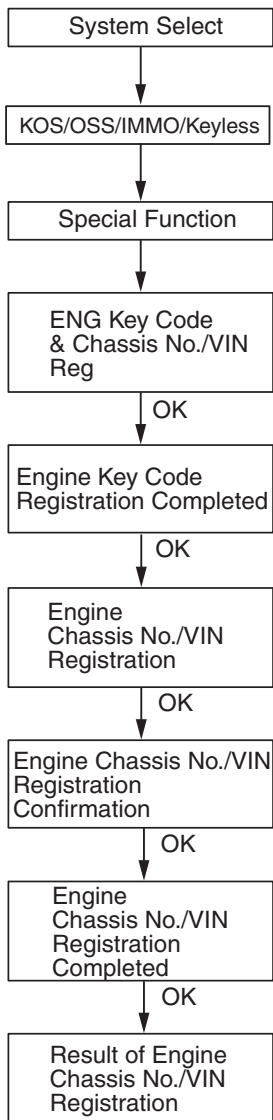 System Select
KOS/OSS/IMMO/Keyless
Special Function
ENG Key Code
& Chassis No./VIN
Reg
OK
Engine Key Code
Registration Completed
OK
Engine
Chassis No./VIN
Registration
OK
Engine Chassis No./VIN
Registration
Confirmation
OK
Engine
Chassis No./VIN
Registration
Completed
OK
Result of Engine
Chassis No./VIN
Registration